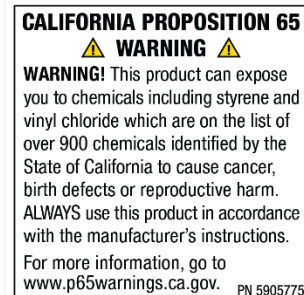 CALIFORNIA PROPOSITION 65
WARNING
WARNING! This product can expose
you to chemicals including styrene and
vinyl chloride which are on the list of
over 900 chemicals identified by the
State of California to cause cancer,
birth defects or reproductive harm.
ALWAYS use this product in accordance
with the manufacturer's instructions.
For more information, go to
www.p65warnings.ca.gov. PN 5905775